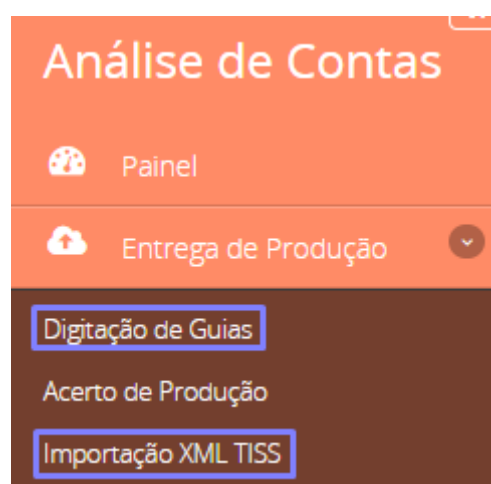 Análise de Contas
Painel
Entrega de Produção
Digitação de Guias
Acerto de Produção
Importação XML TISS